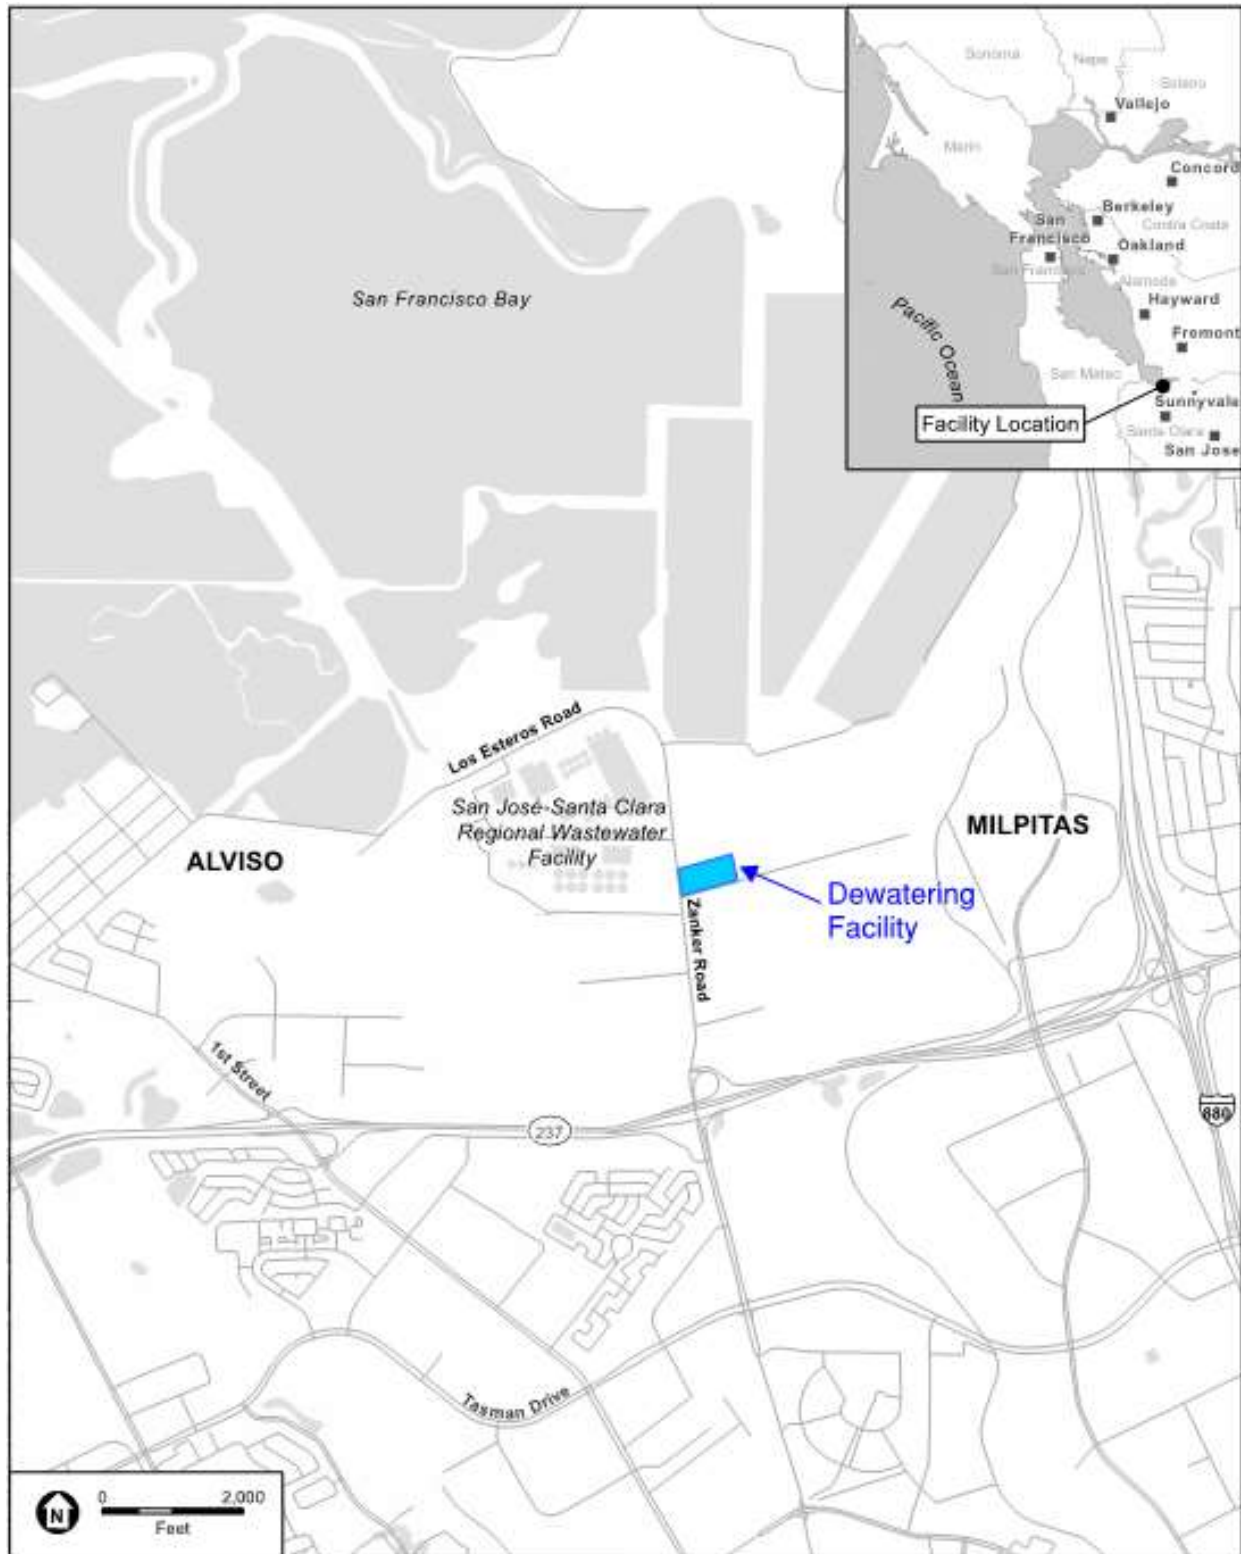 Sonoma
Napa
Solano
Vallejo
Marin
Concord
Berkeley
Contra Costa
San
Francisco
San Francisco
Oakland
Alameda
Hayward
Pacific Ocean
Fremont
San Mateo
Facility Location
Sunnyvale
Santa Clara
San Jose
San Francisco Bay
Los Esteros Road
San José-Santa Clara
Regional Wastewater
Facility
ALVISO
MILPITAS
Dewatering
Facility
Zanker Road
1st Street
237
880
Tasman Drive
N
0 2,000
Feet